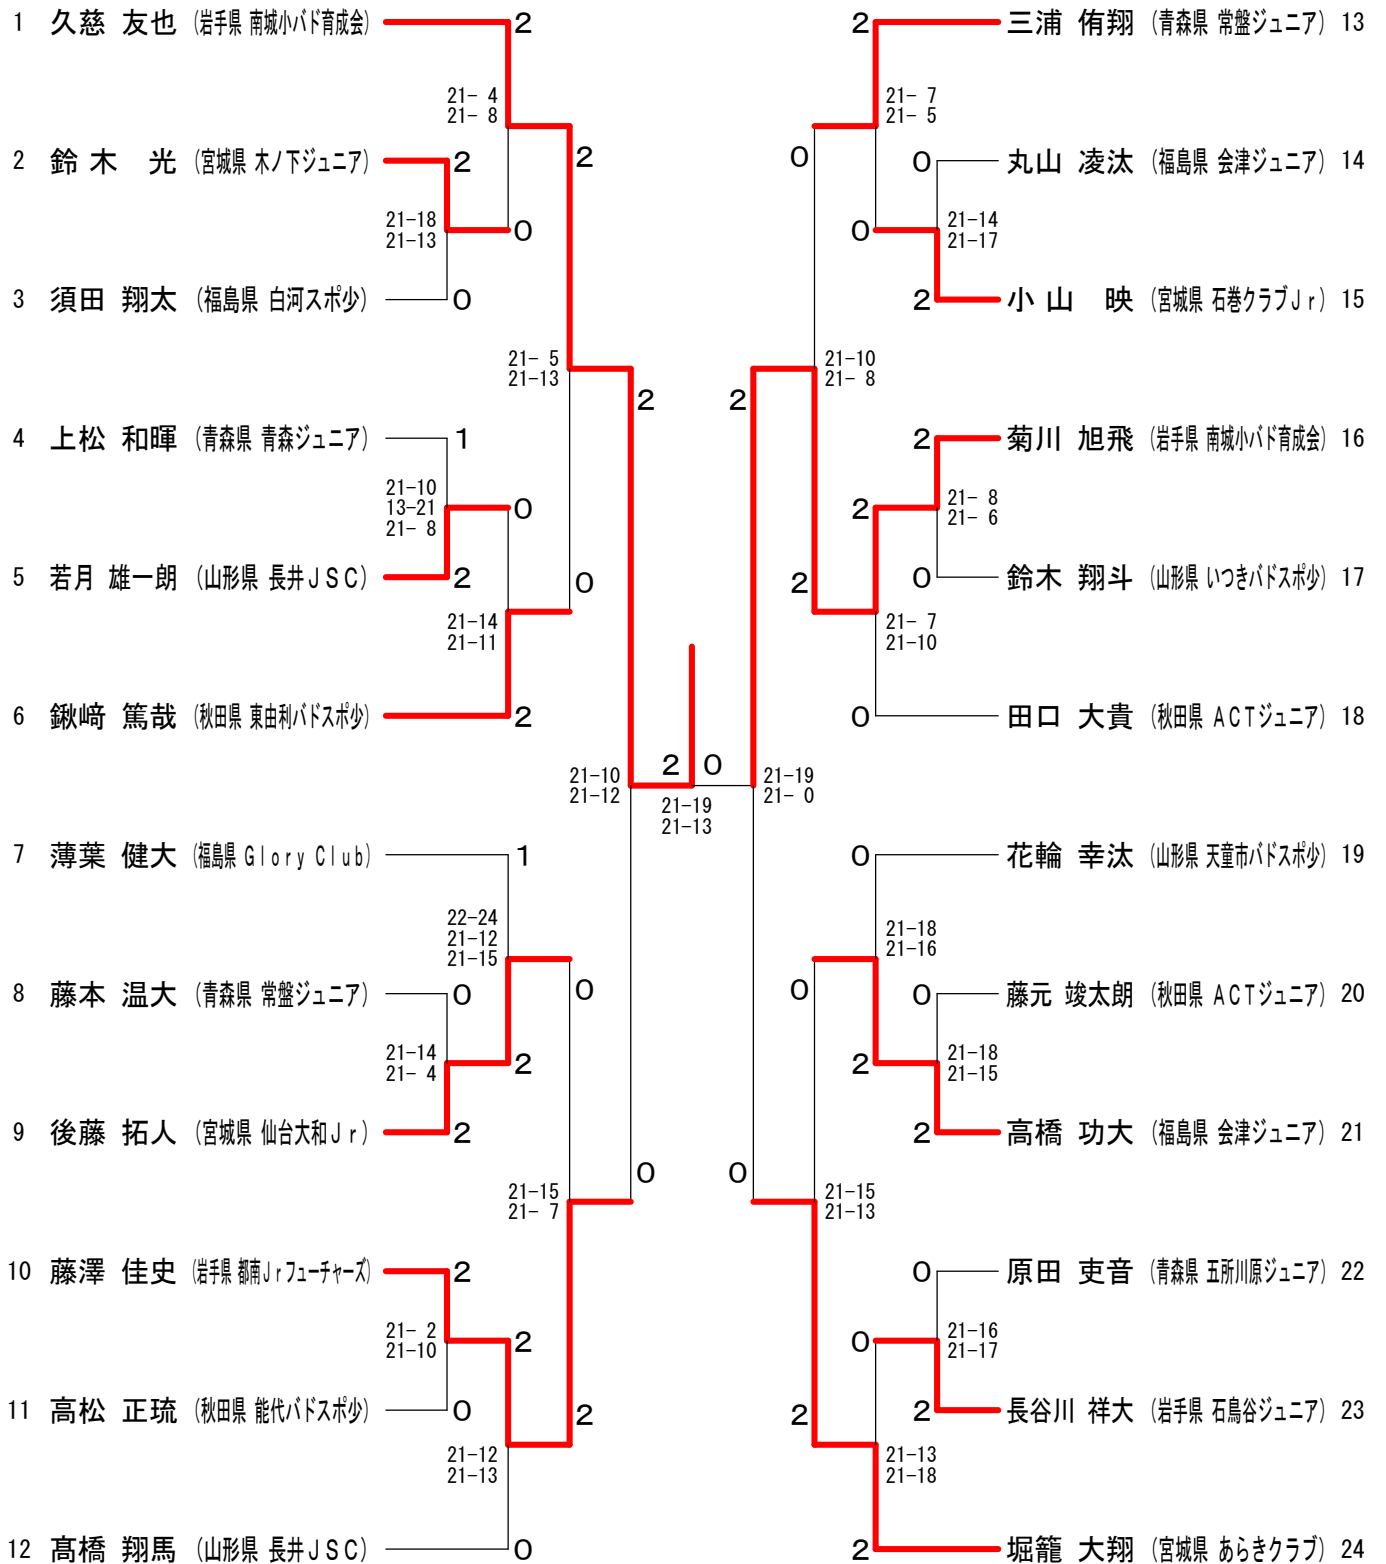 1 久慈 友也 (岩手県 南城小バド育成会) 2
21- 4
21- 8
2 鈴木 光 (宮城県 木ノ下ジュニア) 2
2
21-18
21-13
0
3 須田 翔太 (福島県 白河スポ少) 0
21- 5
21-13
2
4 上松 和暉 (青森県 青森ジュニア) 1
21-10
13-21
21- 8
0
5 若月 雄一朗 (山形県 長井JSC) 2
0
21-14
21-11
6 鍬﨑 篤哉 (秋田県 東由利バドスポ少) 2
21-10
21-12
2 0
21-19
21-13
7 薄葉 健大 (福島県 Glory Club) 1
22-24
21-12
21-15
8 藤本 温大 (青森県 常盤ジュニア) 0
0
21-14
21- 4
2
9 後藤 拓人 (宮城県 仙台大和Jr) 2
0
21-15
21- 7
10 藤澤 佳史 (岩手県 都南Jrフューチャーズ) 2
21- 2
21-10
2
11 高松 正琉 (秋田県 能代バドスポ少) 0
2
21-12
21-13
12 髙橋 翔馬 (山形県 長井JSC) 0
2 三浦 侑翔 (青森県 常盤ジュニア) 13
21- 7
21- 5
0
0 丸山 凌汰 (福島県 会津ジュニア) 14
21-14
21-17
0
2 小山 映 (宮城県 石巻クラブJr) 15
21-10
21- 8
2
2 菊川 旭飛 (岩手県 南城小バド育成会) 16
21- 8
21- 6
2
0 鈴木 翔斗 (山形県 いつきバドスポ少) 17
2
21- 7
21-10
0 田口 大貴 (秋田県 ACTジュニア) 18
21-19
21- 0
0 花輪 幸汰 (山形県 天童市バドスポ少) 19
21-18
21-16
0
0 藤元 竣太朗 (秋田県 ACTジュニア) 20
21-18
21-15
2
2 高橋 功大 (福島県 会津ジュニア) 21
0
21-15
21-13
0 原田 吏音 (青森県 五所川原ジュニア) 22
21-16
21-17
0
2 長谷川 祥大 (岩手県 石鳥谷ジュニア) 23
2
21-13
21-18
2 堀籠 大翔 (宮城県 あらきクラブ) 24